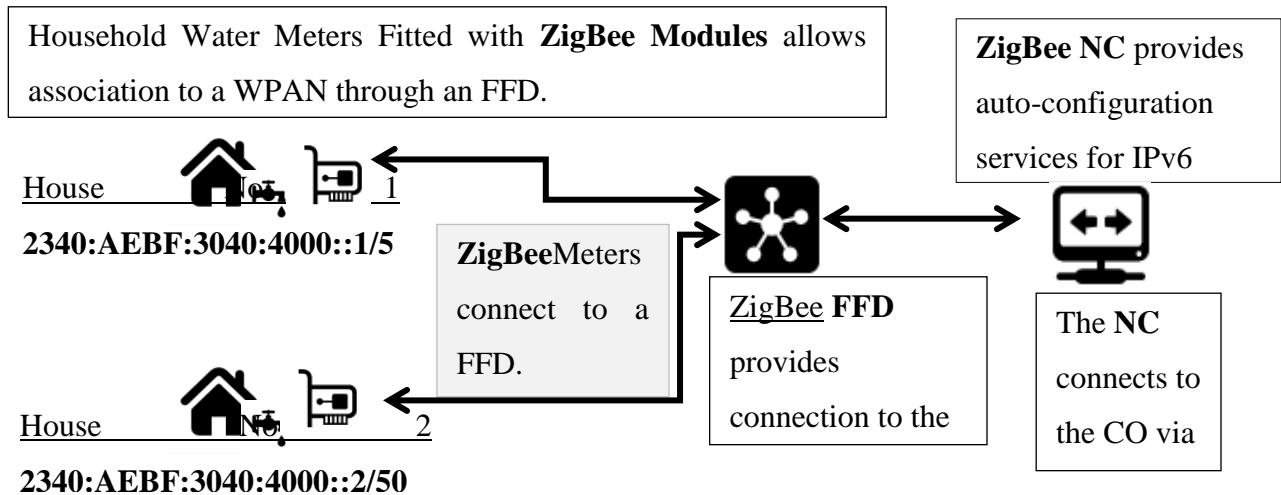 Household Water Meters Fitted with ZigBee Modules allows
association to a WPAN through an FFD.
ZigBee NC provides
auto-configuration
services for IPv6
House No. 1
2340:AEBF:3040:4000::1/5
ZigBeeMeters
connect to a
FFD.
ZigBee FFD
provides
connection to the
The NC
connects to
the CO via
House No. 2
2340:AEBF:3040:4000::2/50